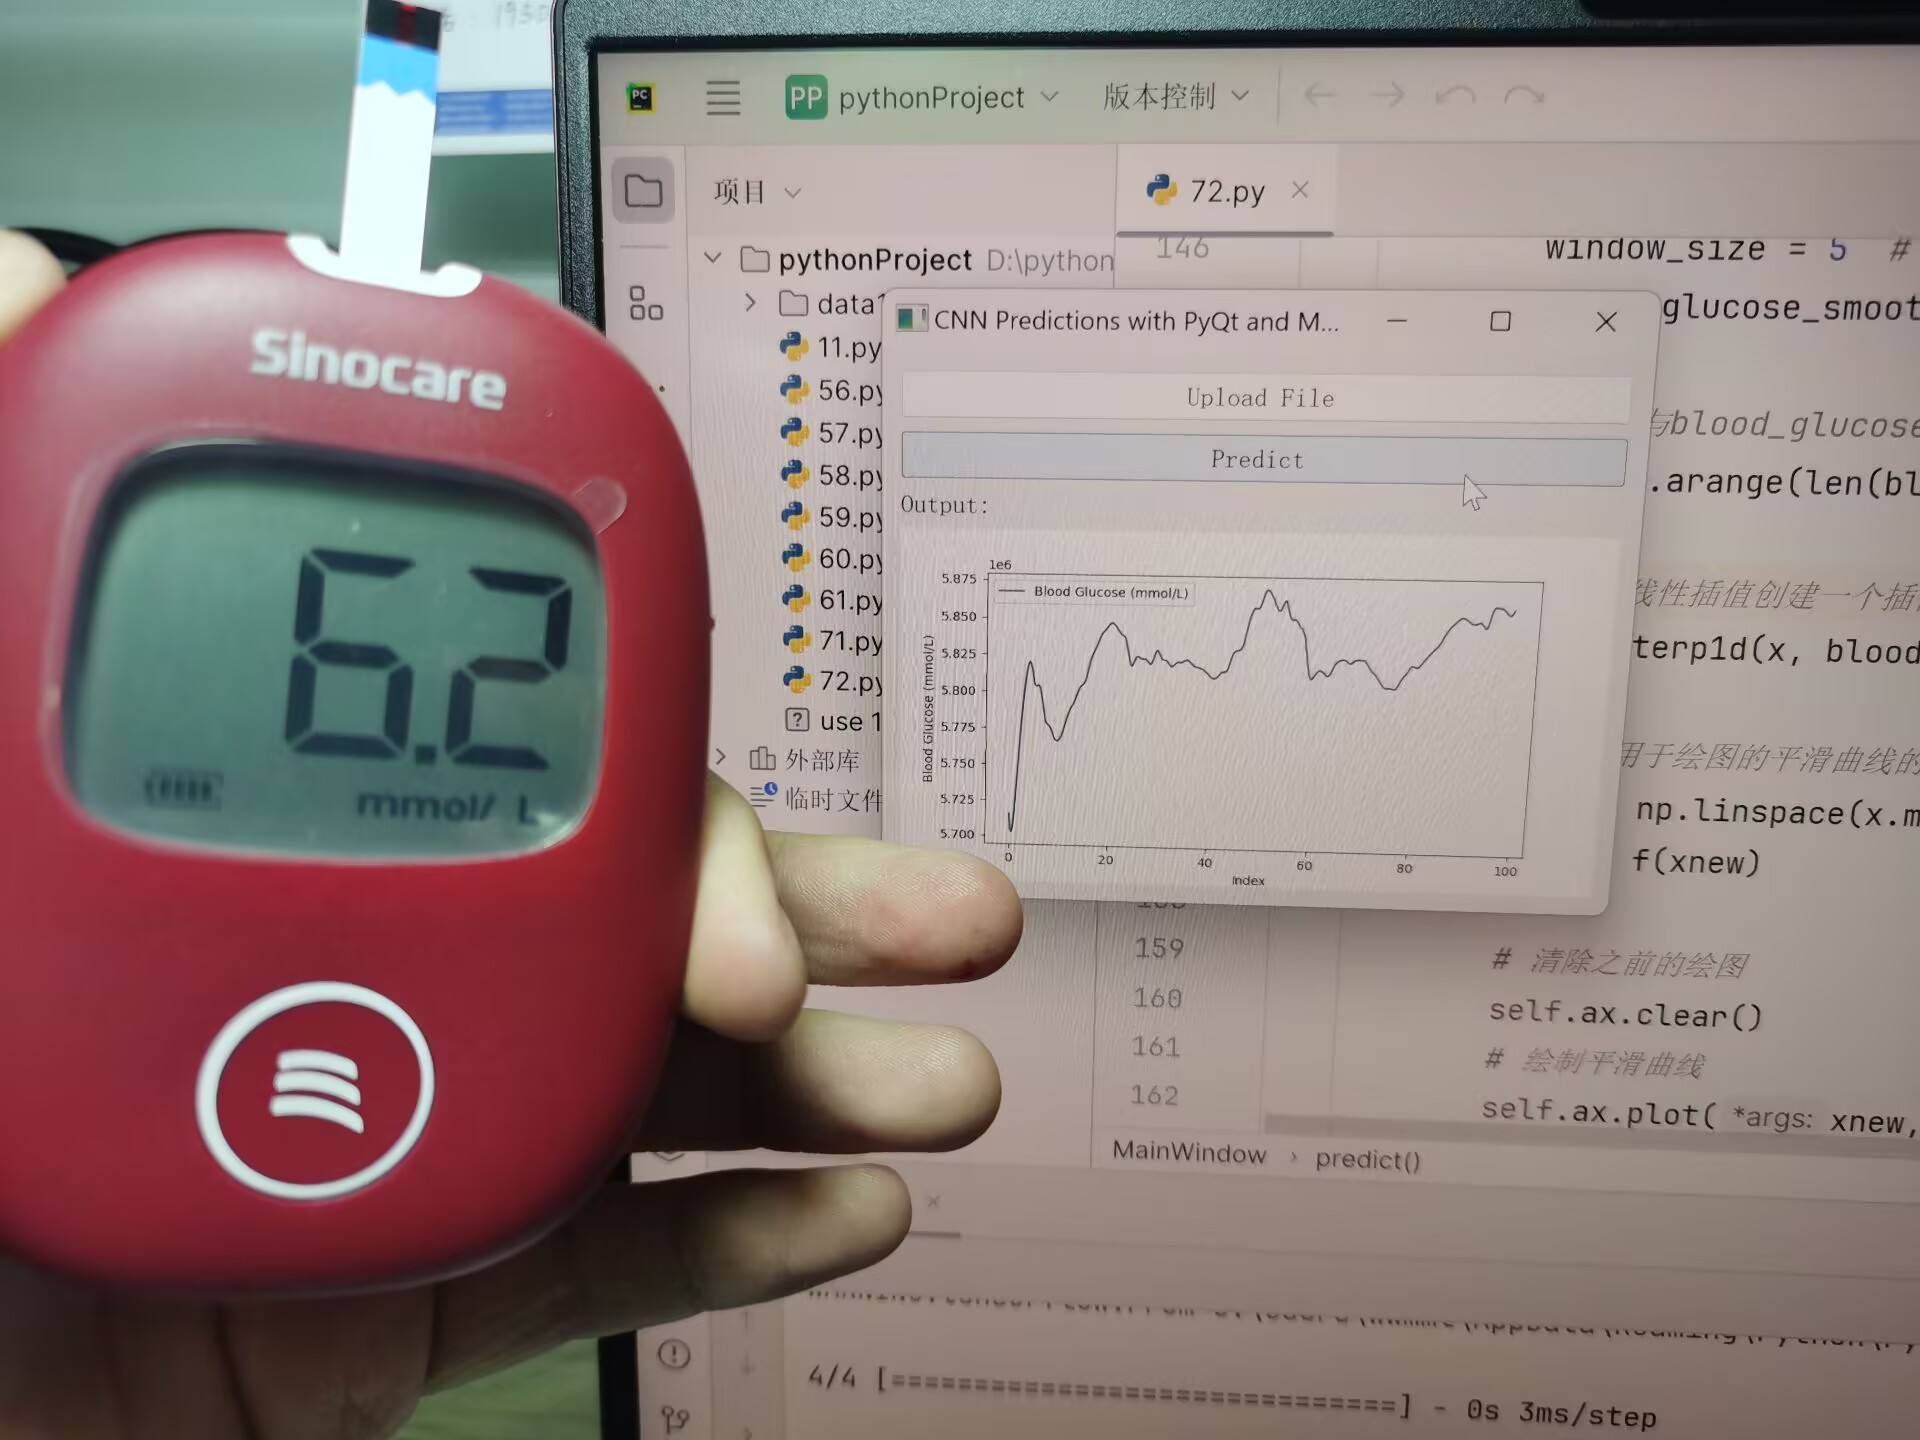 Sinocare
6.2
mmol/ L
PC
PP pythonProject
版本控制
项目
72.py
pythonProject D:\python
data1
11.py
56.py
57.py
58.py
59.py
60.py
61.py
71.py
72.py
use 1
外部库
临时文件
146
window_size = 5 #
glucose_smoot
与blood_glucose
.arange(len(bl
线性插值创建一个插
terp1d(x, blood
用于绘图的平滑曲线的
np.linspace(x.m
f(xnew)
CNN Predictions with PyQt and M...
Upload File
Predict
Output:
1e6
Blood Glucose (mmol/L)
Blood Glucose (mmol/L)
5.875
5.850
5.825
5.800
5.775
5.750
5.725
5.700
0 20 40 60 80 100
Index
159 # 清除之前的绘图
160 self.ax.clear()
161 # 绘制平滑曲线
162 self.ax.plot( *args: xnew,
MainWindow › predict()
4/4 [==============================] - 0s 3ms/step